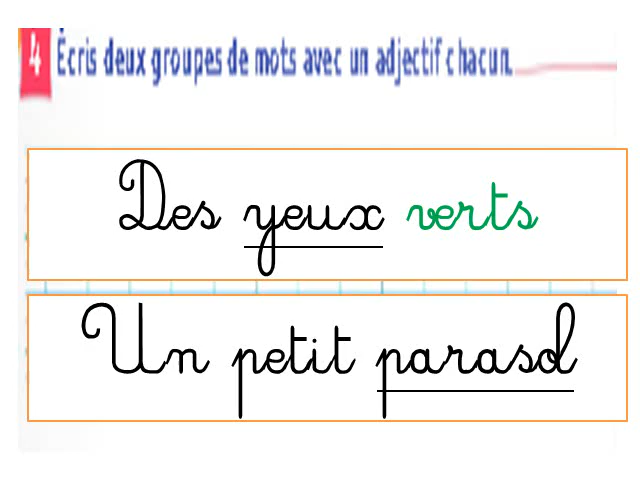 4 Écris deux groupes de mots avec un adjectif chacun.
Des yeux verts
Un petit parasol